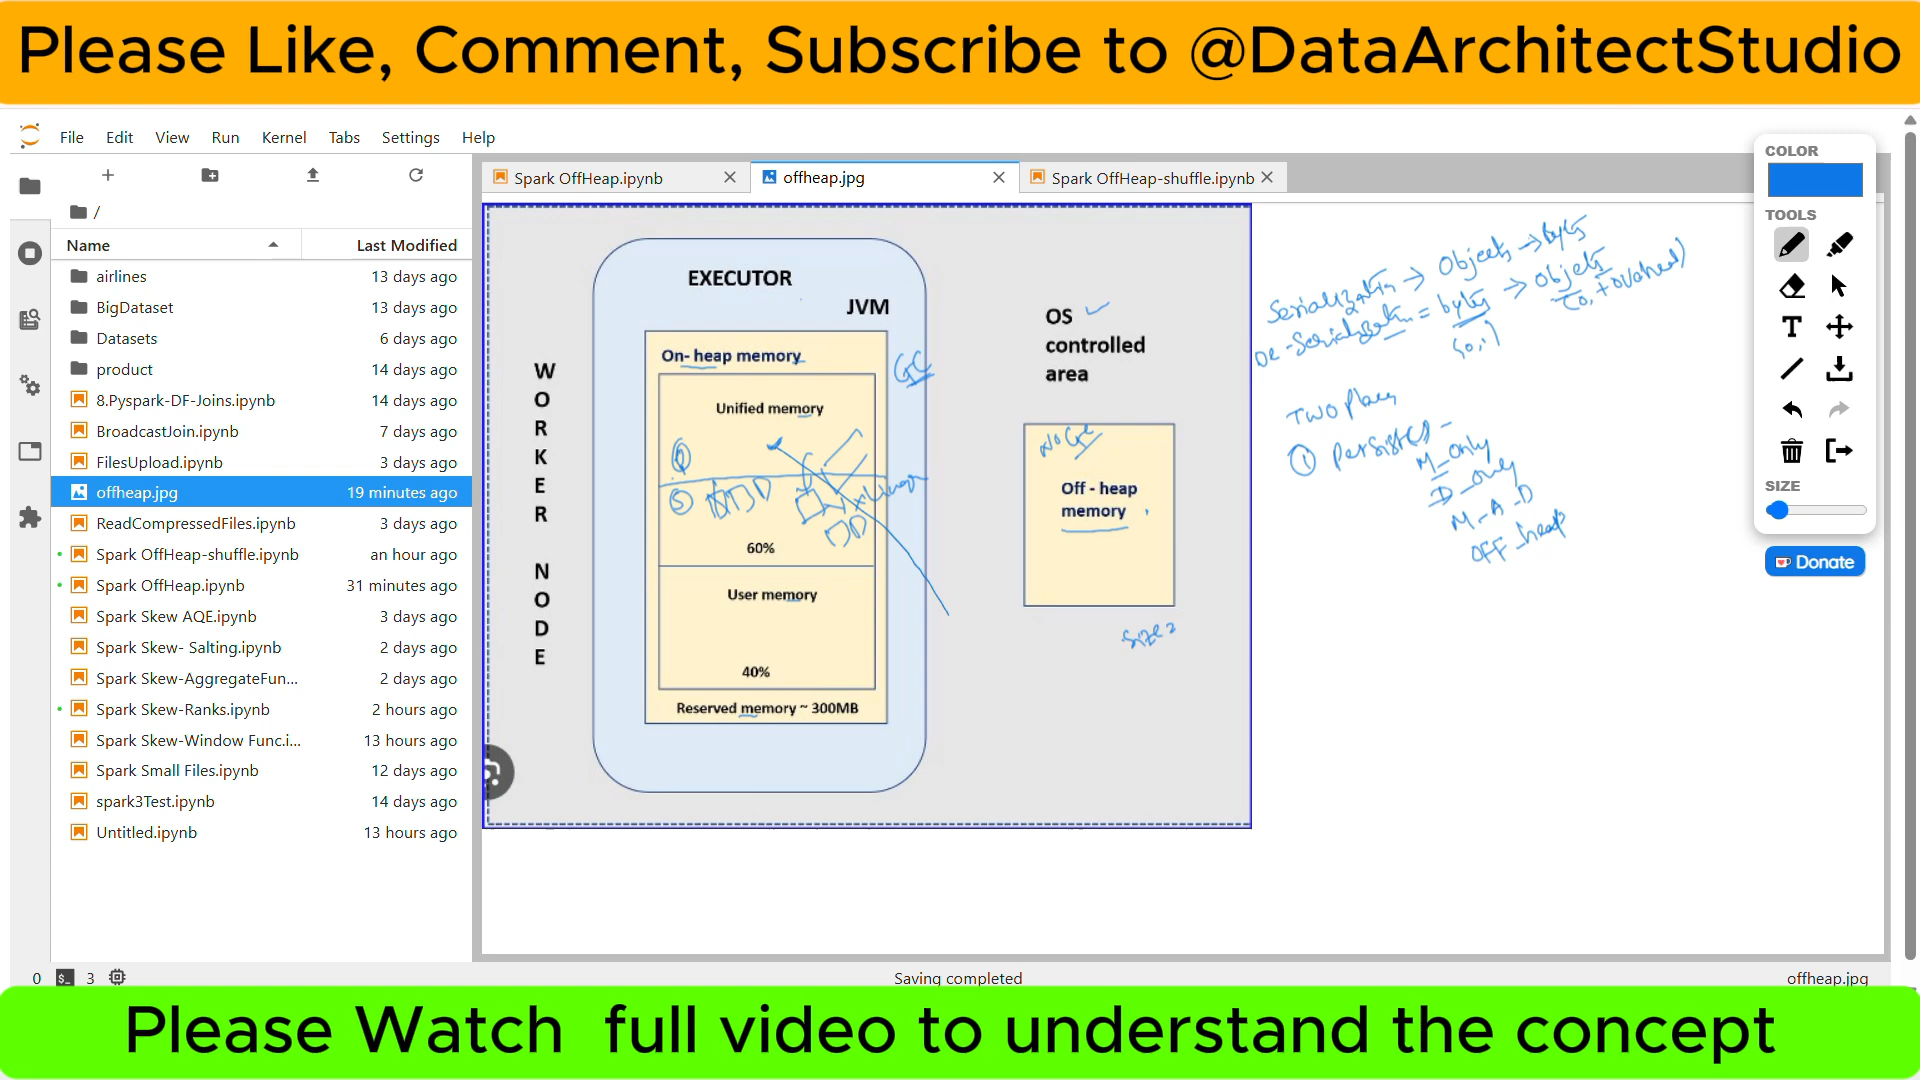 Please Like, Comment, Subscribe to @DataArchitectStudio
File Edit View Run Kernel Tabs Settings Help
/
Name Last Modified
airlines 13 days ago
BigDataset 13 days ago
Datasets 6 days ago
product 14 days ago
8.Pyspark-DF-Joins.ipynb 14 days ago
BroadcastJoin.ipynb 7 days ago
FilesUpload.ipynb 3 days ago
offheap.jpg 19 minutes ago
ReadCompressedFiles.ipynb 3 days ago
Spark OffHeap-shuffle.ipynb an hour ago
Spark OffHeap.ipynb 31 minutes ago
Spark Skew AQE.ipynb 3 days ago
Spark Skew- Salting.ipynb 2 days ago
Spark Skew-AggregateFun... 2 days ago
Spark Skew-Ranks.ipynb 2 hours ago
Spark Skew-Window Func.i... 13 hours ago
Spark Small Files.ipynb 12 days ago
spark3Test.ipynb 14 days ago
Untitled.ipynb 13 hours ago
Spark OffHeap.ipynb
offheap.jpg
Spark OffHeap-shuffle.ipynb
WORKER NODE
EXECUTOR
JVM
On- heap memory
GC
Unified memory
60%
User memory
40%
Reserved memory ~ 300MB
OS
controlled
area
No GC
Off - heap
memory
Size
Serialization → Objects → bytes
De-Serialization = bytes → Objects
(0,1)
TWO Places
① Persist
M_only
D_only
M_A_D
OFF_heap
COLOR
TOOLS
T
SIZE
Donate
0 $_ 3
Saving completed
offheap.jpg
Please Watch full video to understand the concept